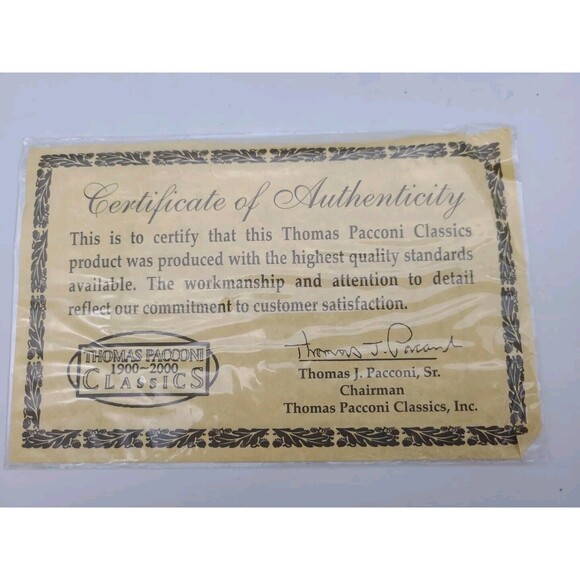 Certificate of Authenticity
This is to certify that this Thomas Pacconi Classics
product was produced with the highest quality standards
available. The workmanship and attention to detail
reflect our commitment to customer satisfaction.
THOMAS PACCONI
1900~2000
CLASSICS
Thomas J. Pacconi
Thomas J. Pacconi, Sr.
Chairman
Thomas Pacconi Classics, Inc.